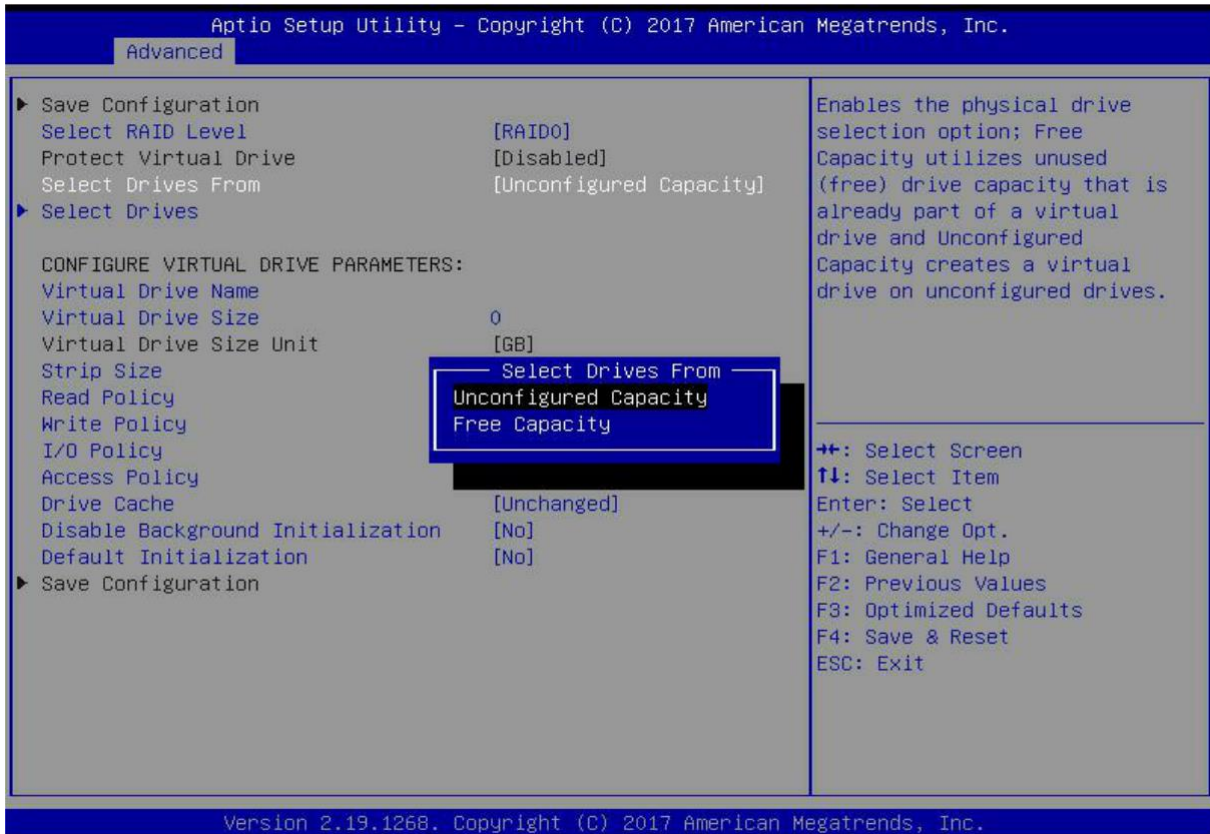 Aptio Setup Utility – Copyright (C) 2017 American Megatrends, Inc.
Advanced
Save Configuration
Select RAID Level [RAID0]
Protect Virtual Drive [Disabled]
Select Drives From [Unconfigured Capacity]
Select Drives
CONFIGURE VIRTUAL DRIVE PARAMETERS:
Virtual Drive Name
Virtual Drive Size 0
Virtual Drive Size Unit [GB]
Strip Size
Read Policy
Write Policy
I/O Policy
Access Policy
Drive Cache [Unchanged]
Disable Background Initialization [No]
Default Initialization [No]
Save Configuration
Select Drives From
Unconfigured Capacity
Free Capacity
Enables the physical drive
selection option; Free
Capacity utilizes unused
(free) drive capacity that is
already part of a virtual
drive and Unconfigured
Capacity creates a virtual
drive on unconfigured drives.
→←: Select Screen
↑↓: Select Item
Enter: Select
+/-: Change Opt.
F1: General Help
F2: Previous Values
F3: Optimized Defaults
F4: Save & Reset
ESC: Exit
Version 2.19.1268. Copyright (C) 2017 American Megatrends, Inc.